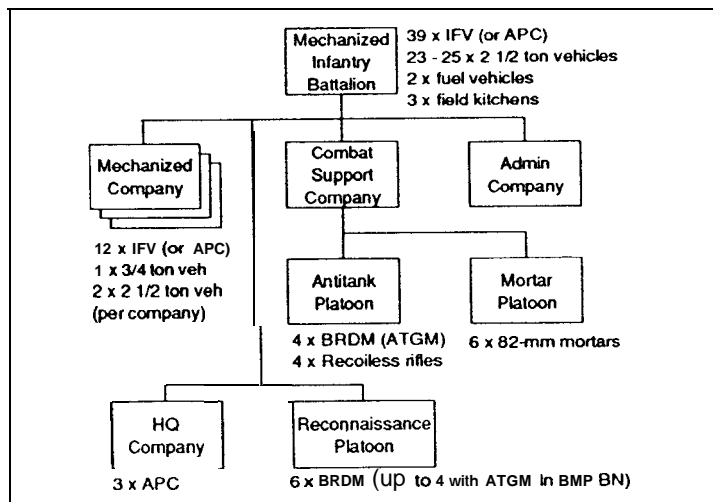 Mechanized
Infantry
Battalion
39 x IFV (or APC)
23 - 25 x 2 1/2 ton vehicles
2 x fuel vehicles
3 x field kitchens
Mechanized
Company
Combat
Support
Company
Admin
Company
12 x IFV (or APC)
1 x 3/4 ton veh
2 x 2 1/2 ton veh
(per company)
Antitank
Platoon
Mortar
Platoon
4 x BRDM (ATGM)
4 x Recoiless rifles
6 x 82-mm mortars
HQ
Company
Reconnaissance
Platoon
3 x APC
6 x BRDM (up to 4 with ATGM in BMP BN)